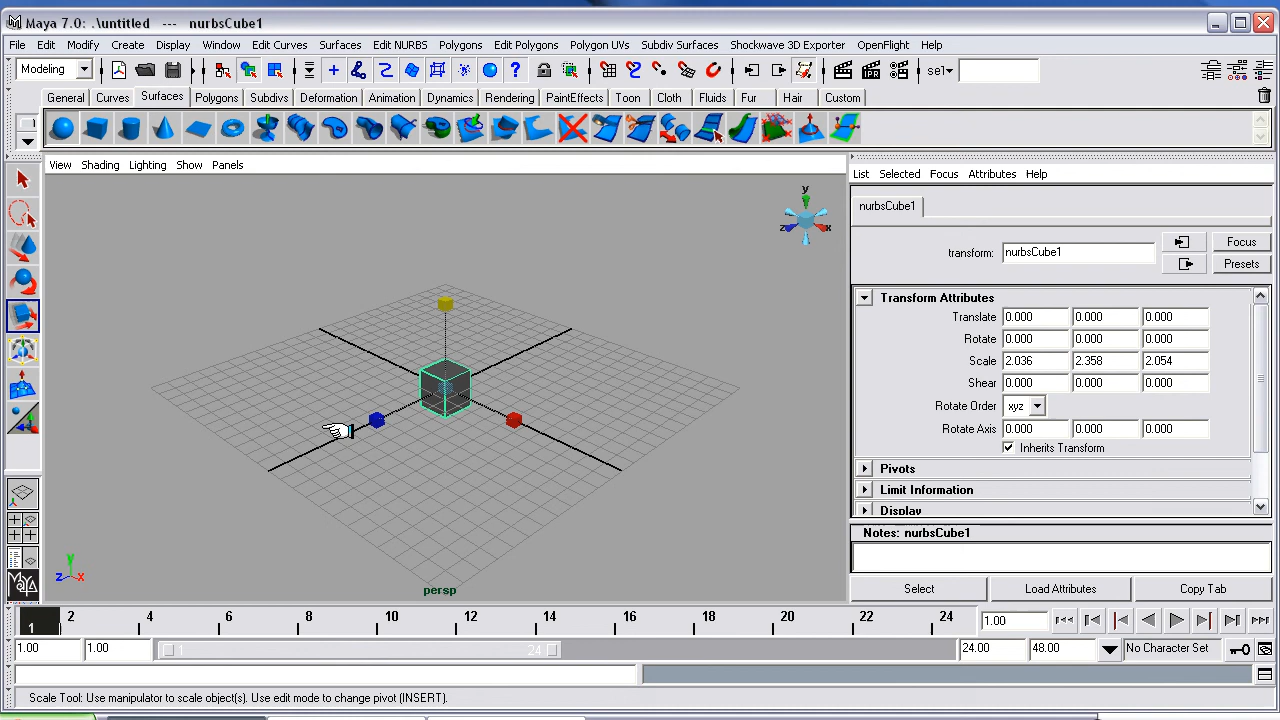 Maya 7.0: .\untitled --- nurbsCube1
File Edit Modify Create Display Window Edit Curves Surfaces Edit NURBS Polygons Edit Polygons Polygon UVs Subdiv Surfaces Shockwave 3D Exporter OpenFlight Help
Modeling sel
General Curves Surfaces Polygons Subdivs Deformation Animation Dynamics Rendering PaintEffects Toon Cloth Fluids Fur Hair Custom
View Shading Lighting Show Panels
List Selected Focus Attributes Help
nurbsCube1
transform: nurbsCube1 Focus
Presets
Transform Attributes
Translate 0.000 0.000 0.000
Rotate 0.000 0.000 0.000
Scale 2.036 2.358 2.054
Shear 0.000 0.000 0.000
Rotate Order xyz
Rotate Axis 0.000 0.000 0.000
Inherits Transform
Pivots
Limit Information
Display
Notes: nurbsCube1
Select Load Attributes Copy Tab
y
z x
y
z x
persp
MAYA
1 2 4 6 8 10 12 14 16 18 20 22 24 1.00
1.00 1.00 1 24 24.00 48.00 No Character Set
Scale Tool: Use manipulator to scale object(s). Use edit mode to change pivot (INSERT).